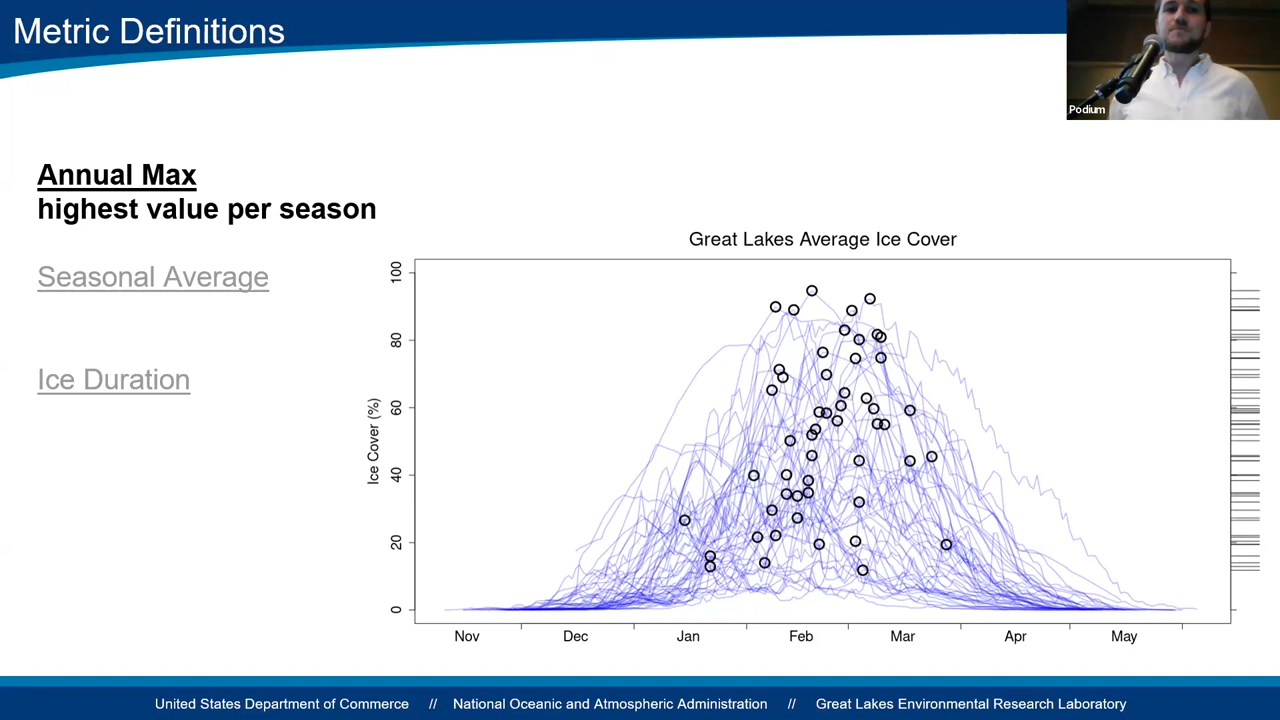 Metric Definitions
Podium
Annual Max
highest value per season
Seasonal Average
Ice Duration
Great Lakes Average Ice Cover
Ice Cover (%)
100
80
60
40
20
0
Nov Dec Jan Feb Mar Apr May
United States Department of Commerce // National Oceanic and Atmospheric Administration // Great Lakes Environmental Research Laboratory